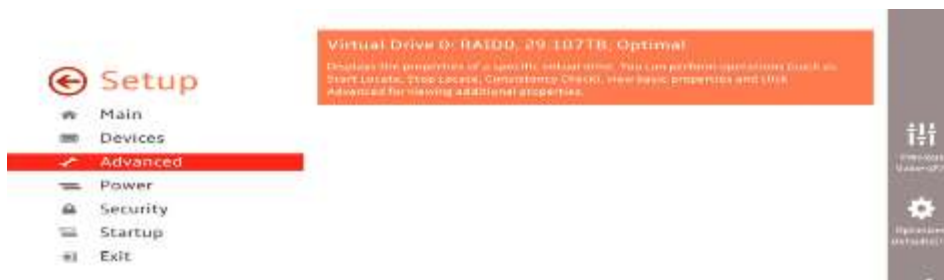 Virtual Drive 0: RAID0, 29.107TB, Optimal
Displays the properties of a specific virtual drive. You can perform operations (such as
Start Locate, Stop Locate, Consistency Check), view basic properties and click
Advanced for viewing additional properties.
Setup
Main
Devices
Advanced
Power
Security
Startup
Exit